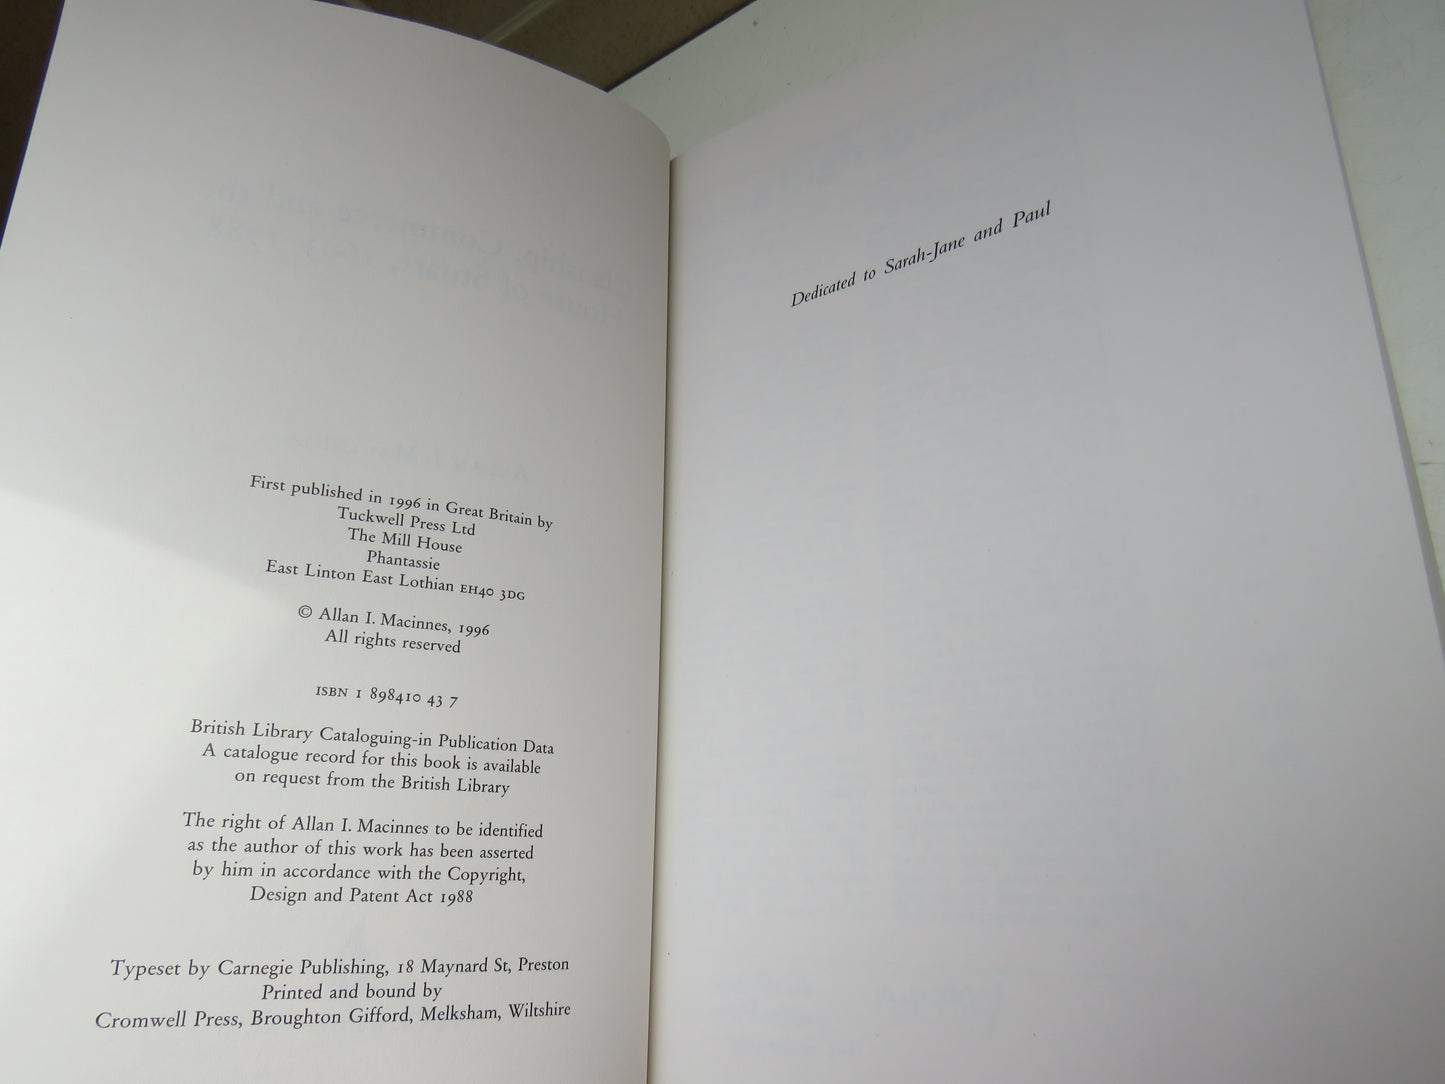 First published in 1996 in Great Britain by
Tuckwell Press Ltd
The Mill House
Phantassie
East Linton East Lothian EH40 3DG
© Allan I. Macinnes, 1996
All rights reserved
ISBN 1 898410 43 7
British Library Cataloguing-in Publication Data
A catalogue record for this book is available
on request from the British Library
The right of Allan I. Macinnes to be identified
as the author of this work has been asserted
by him in accordance with the Copyright,
Design and Patent Act 1988
Typeset by Carnegie Publishing, 18 Maynard St, Preston
Printed and bound by
Cromwell Press, Broughton Gifford, Melksham, Wiltshire
Dedicated to Sarah-Jane and Paul